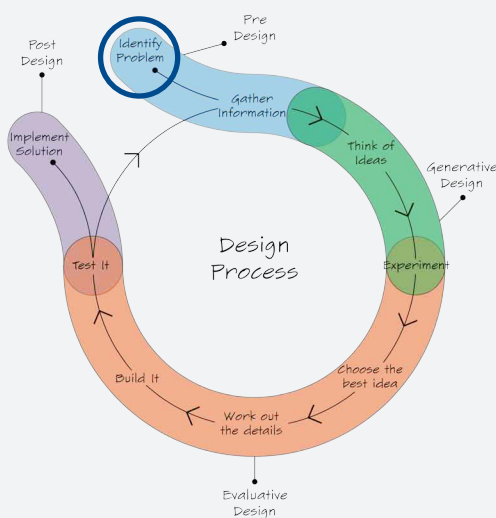 Pre
Design
Post
Design
Identify
Problem
Gather
Information
Think of
Ideas
Implement
Solution
Generative
Design
Design
Process
Test It
Experiment
Choose the
best idea
Build It
Work out
the details
Evaluative
Design